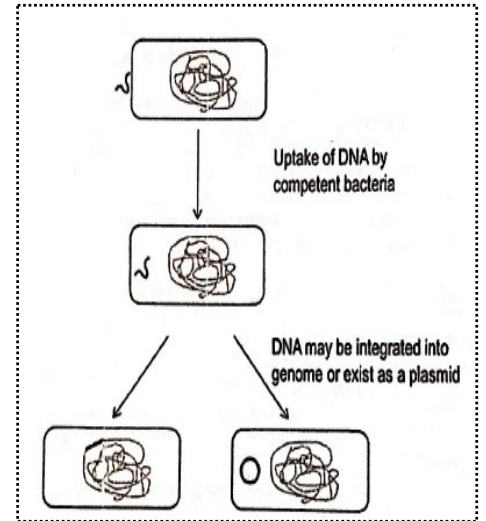 Uptake of DNA by
competent bacteria
DNA may be integrated into
genome or exist as a plasmid